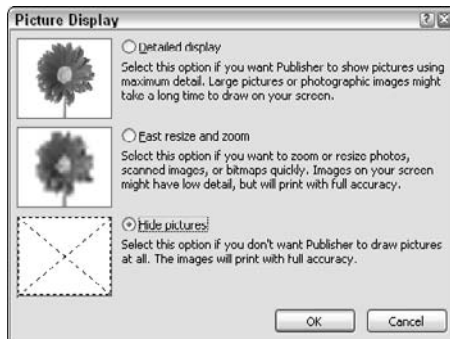 Picture Display
Detailed display
Select this option if you want Publisher to show pictures using
maximum detail. Large pictures or photographic images might
take a long time to draw on your screen.
Fast resize and zoom
Select this option if you want to zoom or resize photos,
scanned images, or bitmaps quickly. Images on your screen
might have low detail, but will print with full accuracy.
Hide pictures
Select this option if you don't want Publisher to draw pictures
at all. The images will print with full accuracy.
OK
Cancel